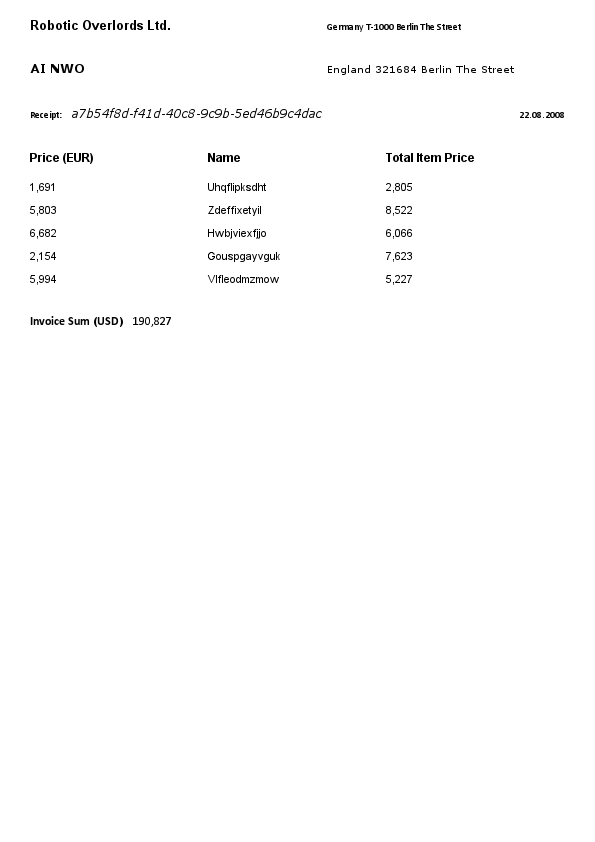 Robotic Overlords Ltd. Germany T-1000 Berlin The Street
AI NWO England 321684 Berlin The Street
Receipt: a7b54f8d-f41d-40c8-9c9b-5ed46b9c4dac 22.08.2008
Price (EUR) Name Total Item Price
1,691 Uhqflipksdht 2,805
5,803 Zdeffixetyil 8,522
6,682 Hwbjviexfjjo 6,066
2,154 Gouspgayvguk 7,623
5,994 Vlfleodmzmow 5,227
Invoice Sum (USD) 190,827